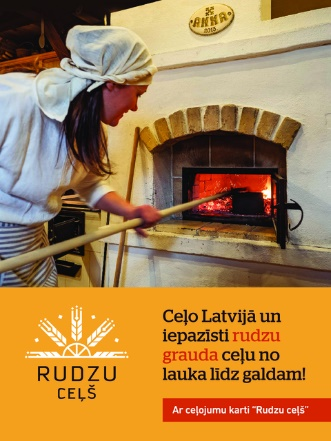 ANNA
2013
RUDZU
CEĻŠ
Ceļo Latvijā un
iepazīsti rudzu
grauda ceļu no
lauka līdz galdam!
Ar ceļojumu karti "Rudzu ceļš"